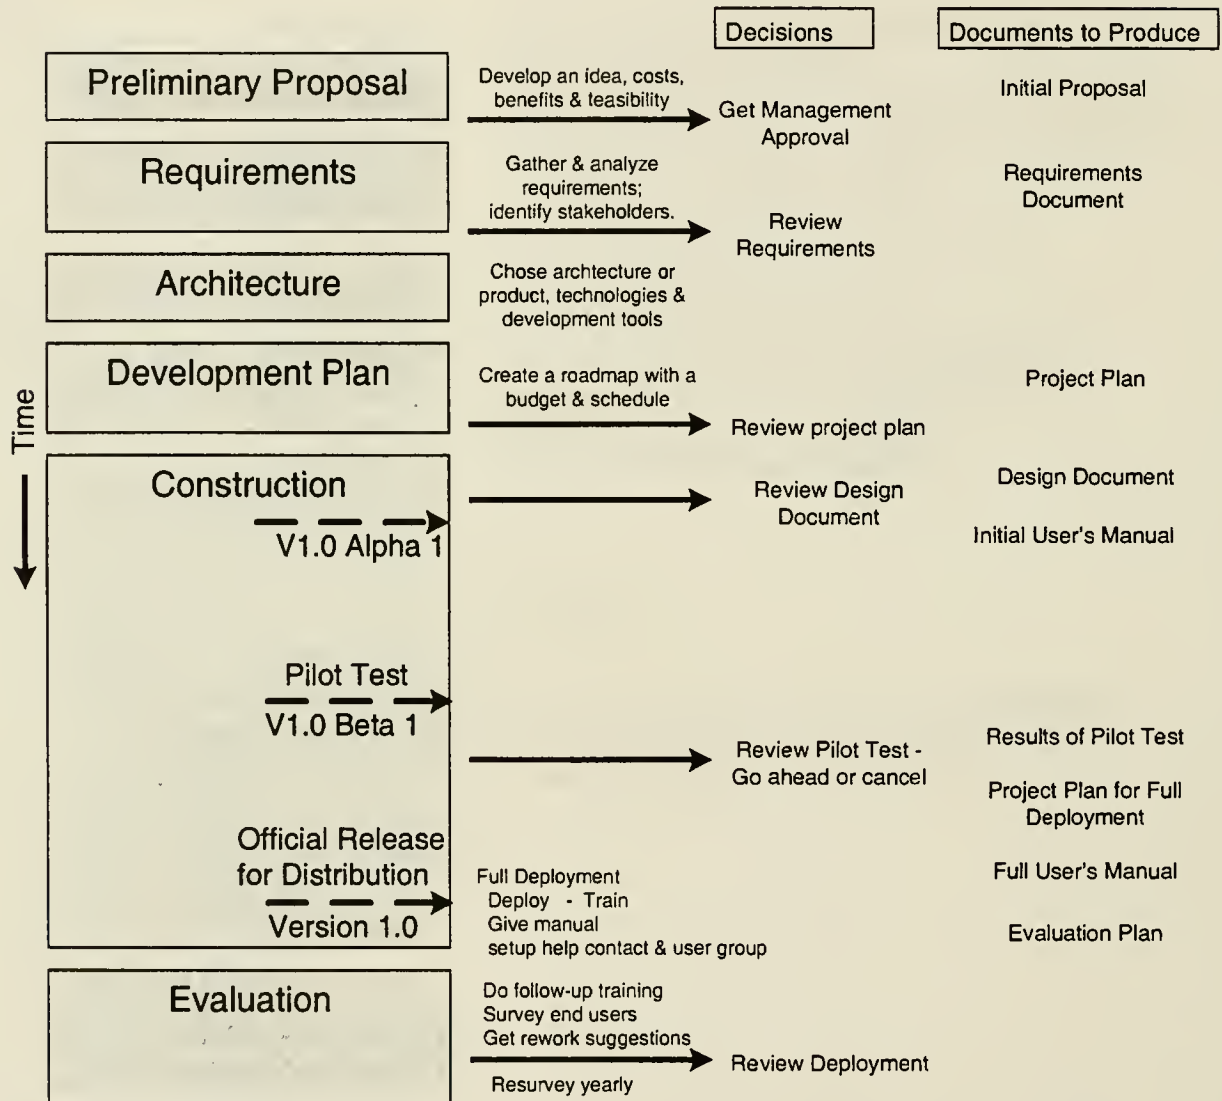 Decisions
Documents to Produce
Preliminary Proposal
Develop an idea, costs,
benefits & feasibility
Get Management
Approval
Initial Proposal
Requirements
Gather & analyze
requirements;
identify stakeholders.
Review
Requirements
Requirements
Document
Architecture
Chose archtecture or
product, technologies &
development tools
Time
Development Plan
Create a roadmap with a
budget & schedule
Review project plan
Project Plan
Construction
V1.0 Alpha 1
Review Design
Document
Design Document
Initial User's Manual
Pilot Test
V1.0 Beta 1
Review Pilot Test -
Go ahead or cancel
Results of Pilot Test
Project Plan for Full
Deployment
Official Release
for Distribution
Version 1.0
Full Deployment
Deploy - Train
Give manual
setup help contact & user group
Full User's Manual
Evaluation Plan
Evaluation
Do follow-up training
Survey end users
Get rework suggestions
Review Deployment
Resurvey yearly